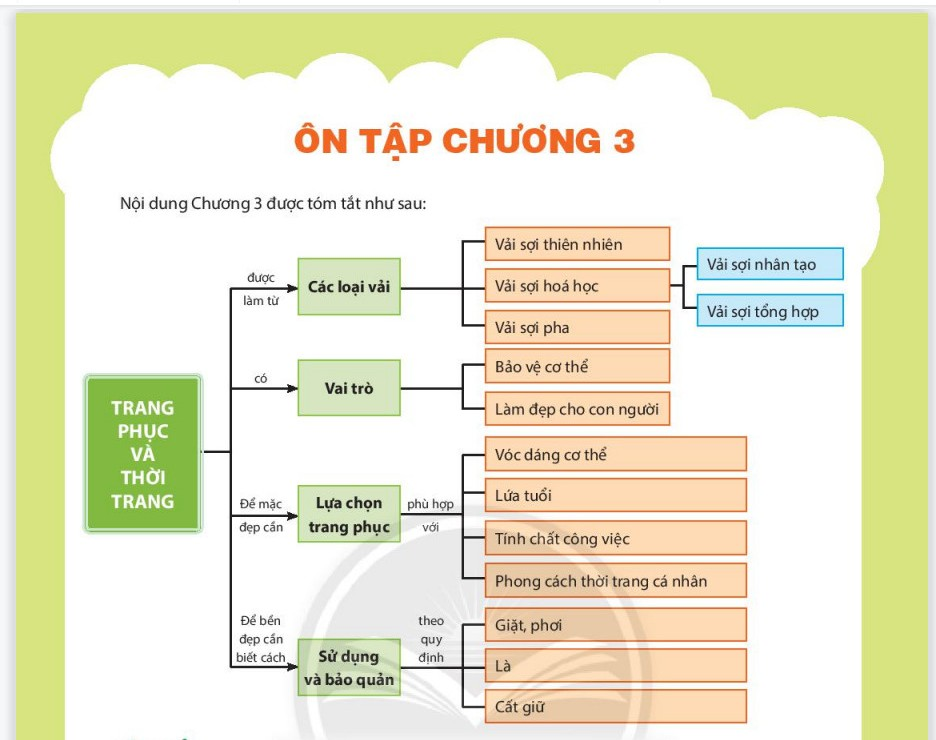 ÔN TẬP CHƯƠNG 3
Nội dung Chương 3 được tóm tắt như sau:
TRANG
PHỤC
VÀ
THỜI
TRANG
được
làm từ
Các loại vải
Vải sợi thiên nhiên
Vải sợi hoá học
Vải sợi nhân tạo
Vải sợi tổng hợp
Vải sợi pha
có
Vai trò
Bảo vệ cơ thể
Làm đẹp cho con người
Để mặc
đẹp cần
Lựa chọn
trang phục
phù hợp
với
Vóc dáng cơ thể
Lứa tuổi
Tính chất công việc
Phong cách thời trang cá nhân
Để bền
đẹp cần
biết cách
Sử dụng
và bảo quản
theo
quy
định
Giặt, phơi
Là
Cất giữ